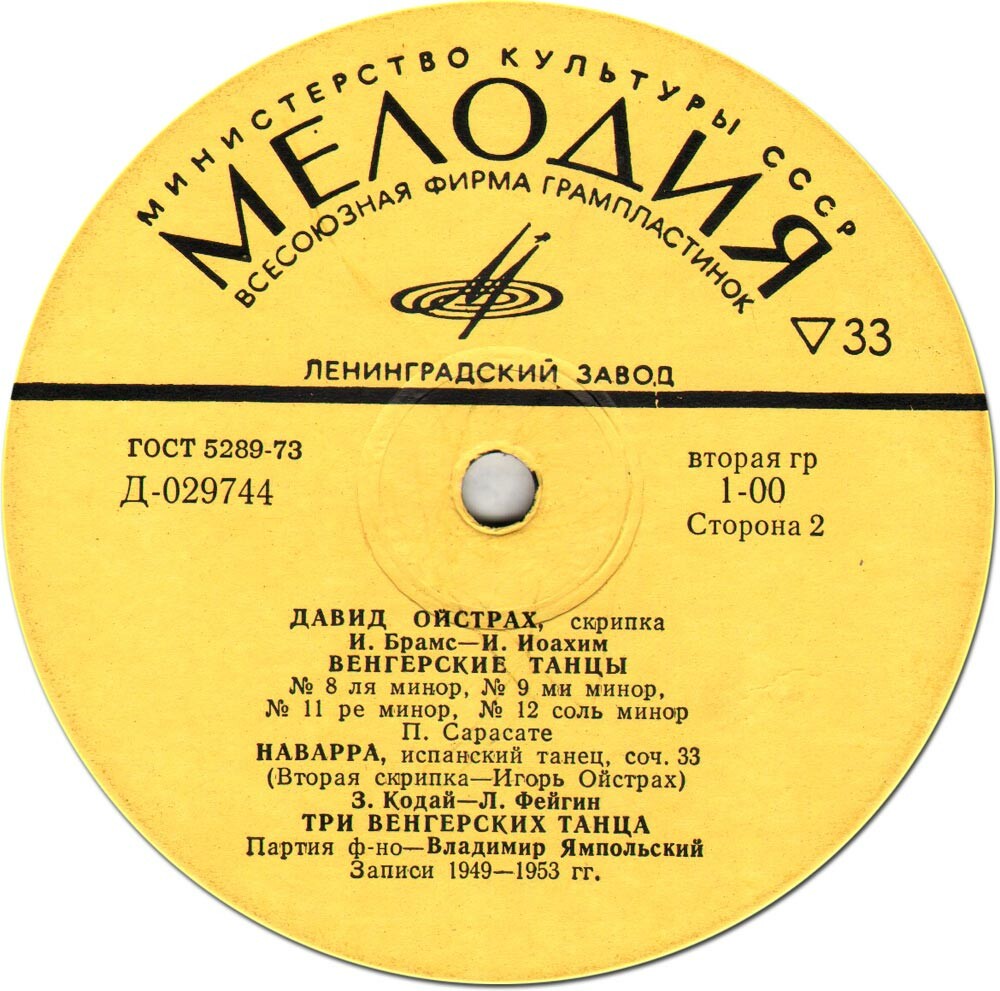 МИНИСТЕРСТВО КУЛЬТУРЫ СССР
МЕЛОДИЯ
ВСЕСОЮЗНАЯ ФИРМА ГРАМПЛАСТИНОК
▽33
ЛЕНИНГРАДСКИЙ ЗАВОД
ГОСТ 5289-73
Д-029744
вторая гр
1-00
Сторона 2
ДАВИД ОЙСТРАХ, скрипка
И. Брамс—И. Иоахим
ВЕНГЕРСКИЕ ТАНЦЫ
№ 8 ля минор, № 9 ми минор,
№ 11 ре минор, № 12 соль минор
П. Сарасате
НАВАРРА, испанский танец, соч. 33
(Вторая скрипка—Игорь Ойстрах)
З. Кодай—Л. Фейгин
ТРИ ВЕНГЕРСКИХ ТАНЦА
Партия ф-но—Владимир Ямпольский
Записи 1949—1953 гг.